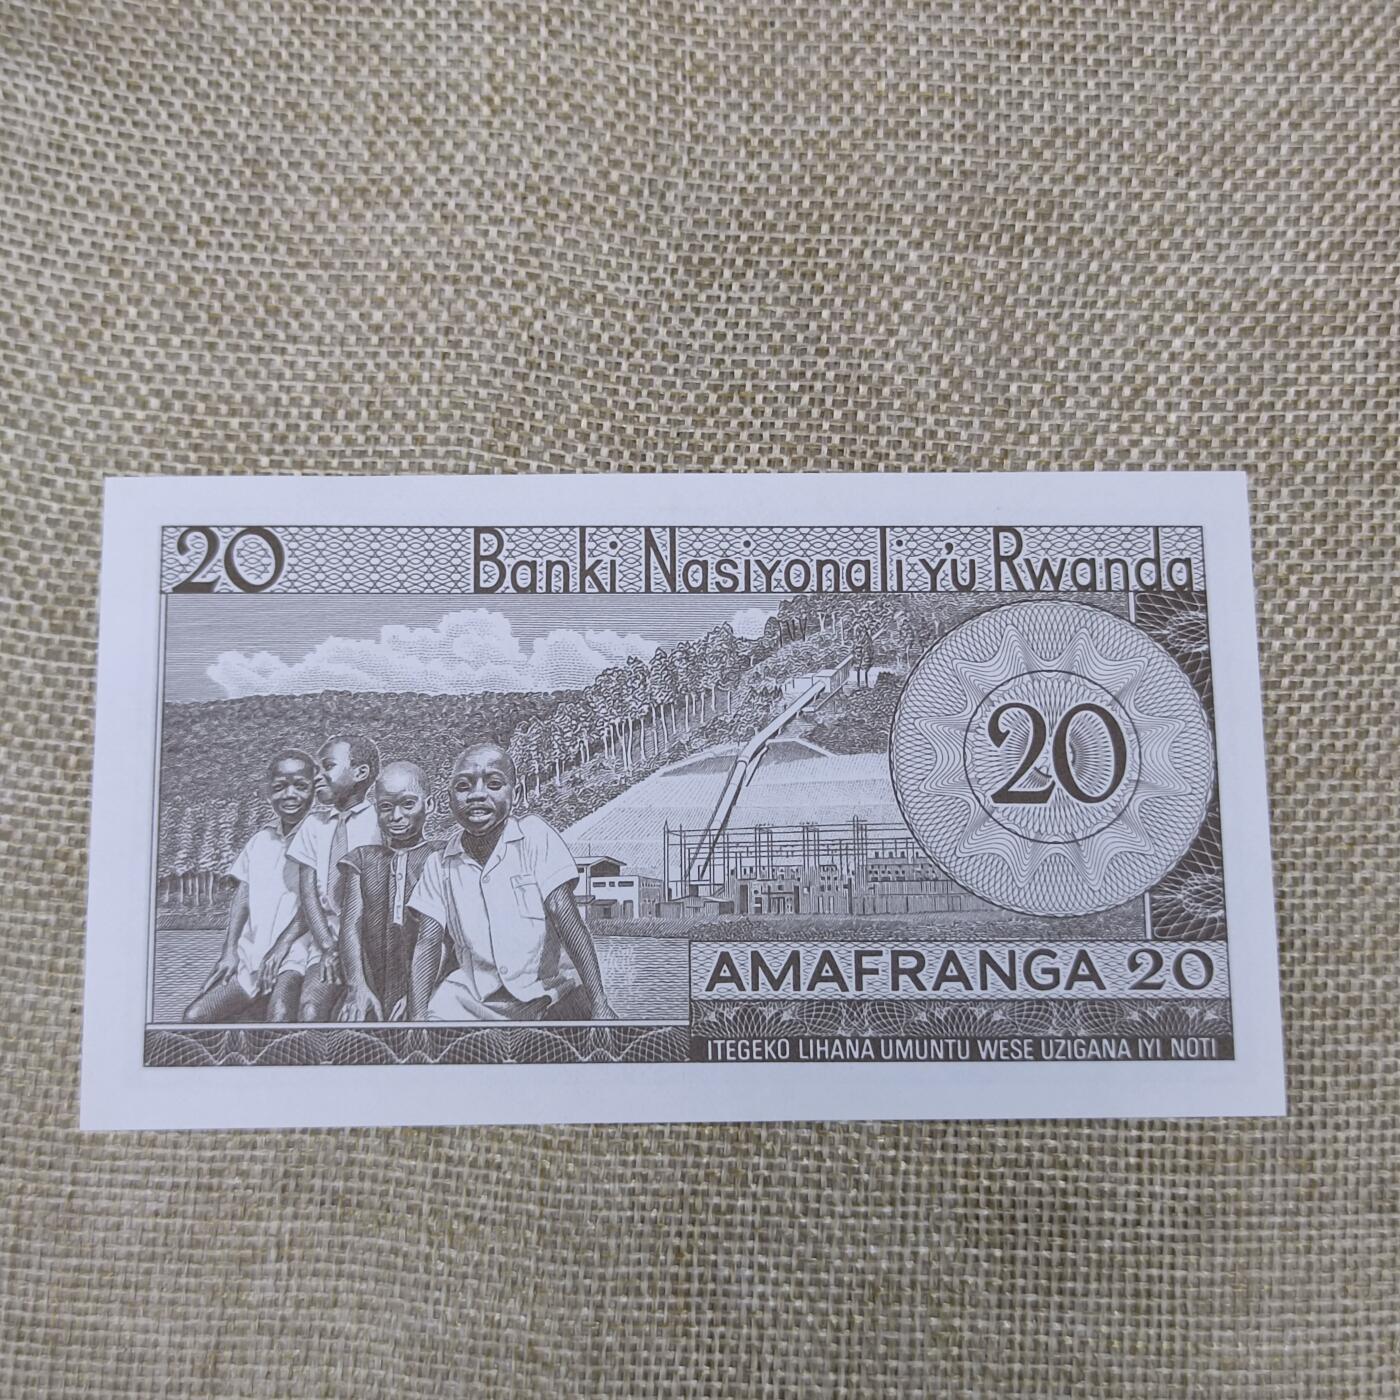 20 Banki Nasiyonali y'u Rwanda
20
AMAFRANGA 20
ITEGEKO LIHANA UMUNTU WESE UZIGANA IYI NOTI